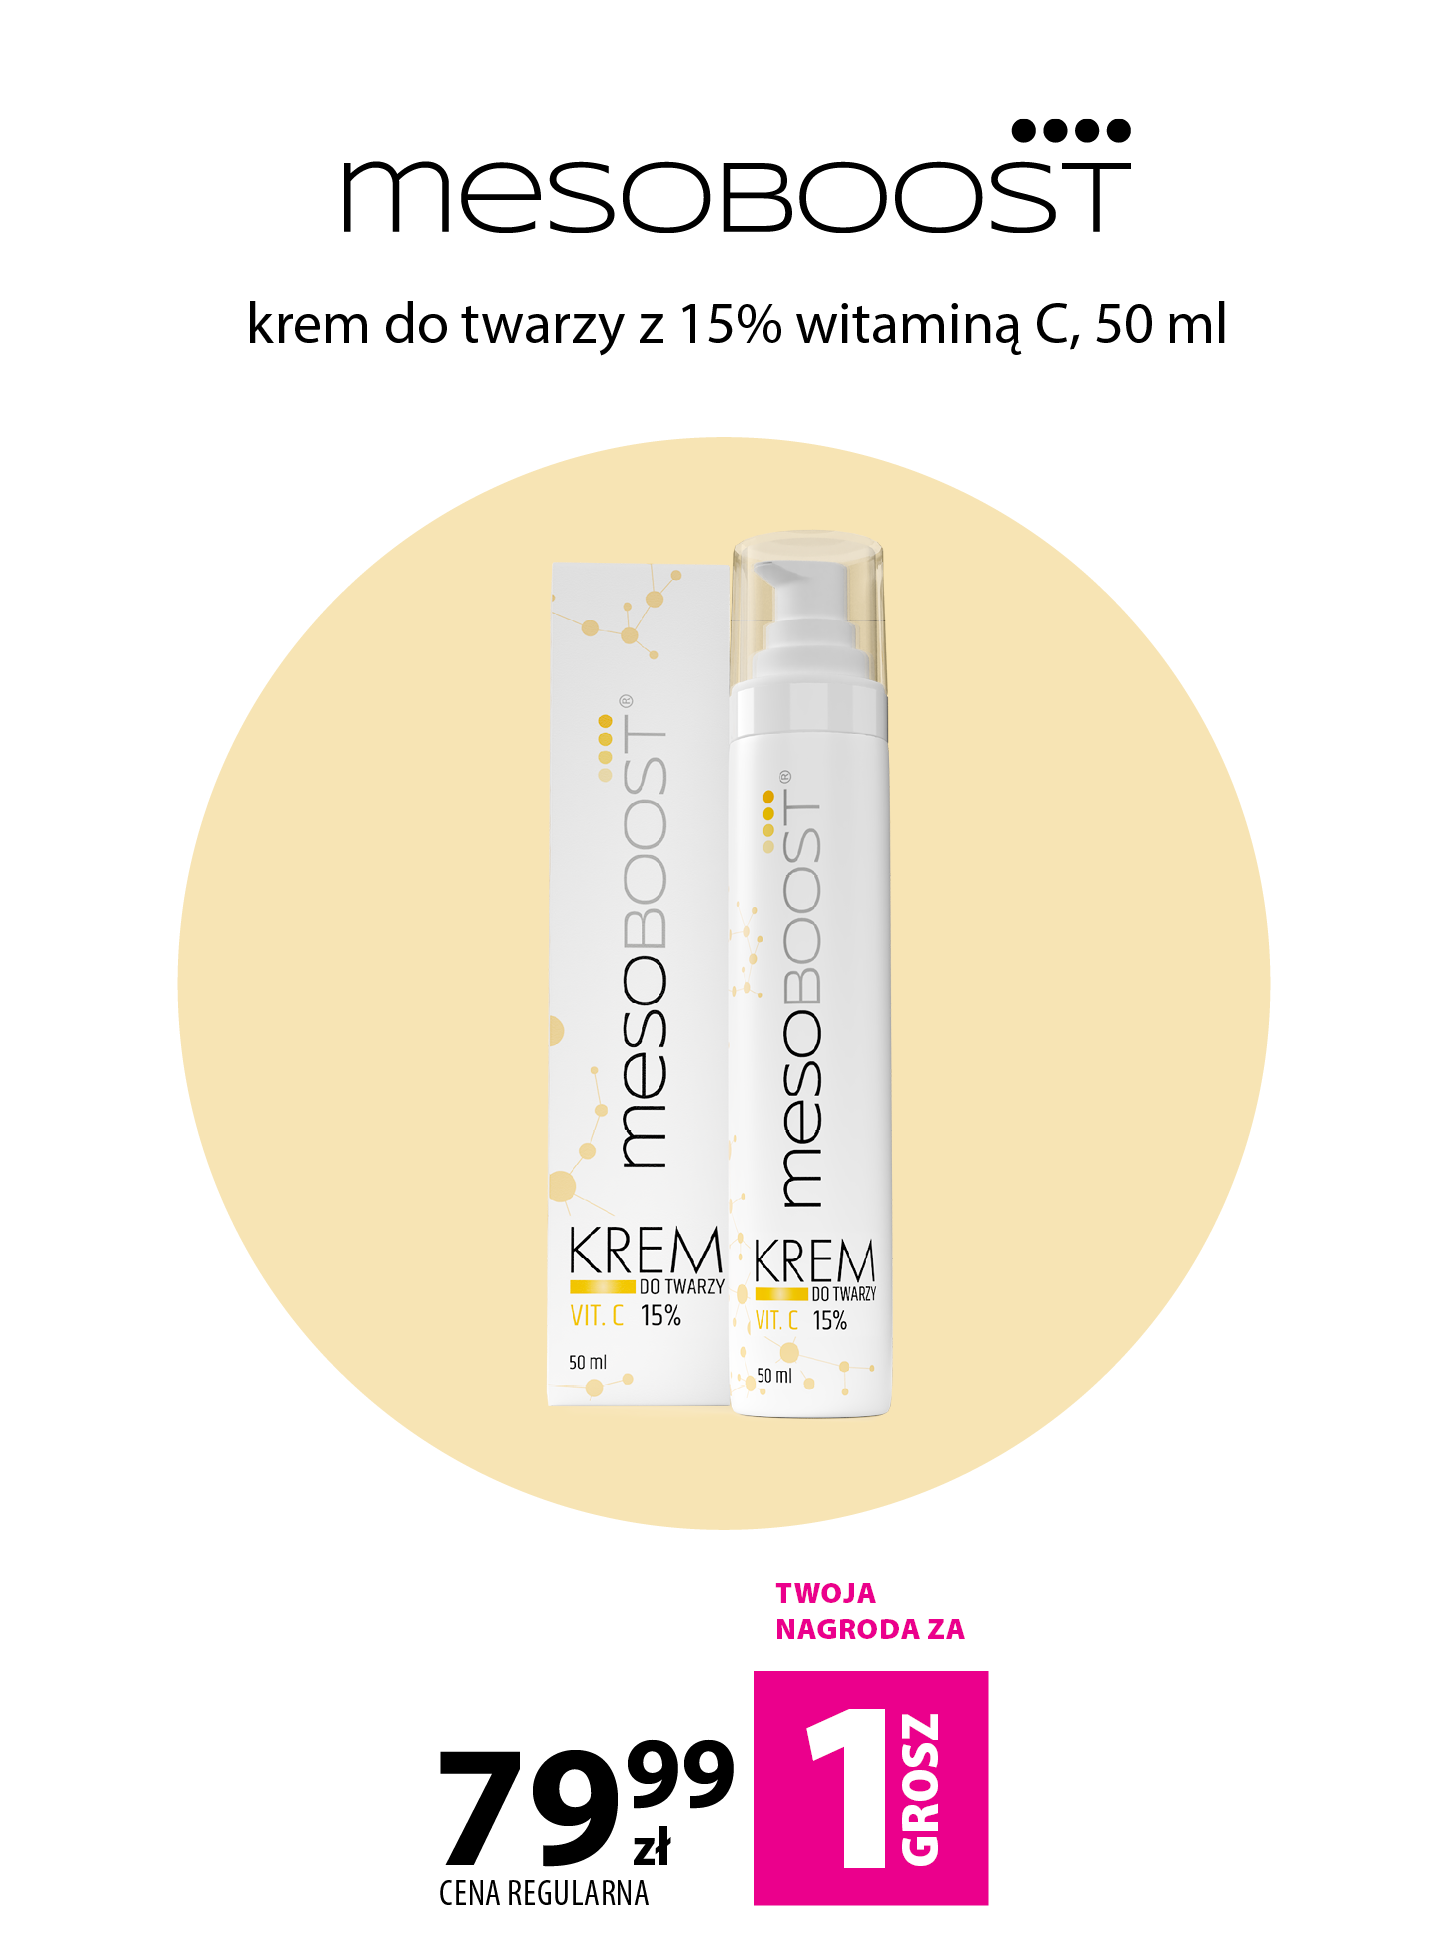 mesoBOOST
krem do twarzy z 15% witaminą C, 50 ml
mesoBOOST®
KREM
DO TWARZY
VIT. C 15%
50 ml
mesoBOOST®
KREM
DO TWARZY
VIT. C 15%
50 ml
TWOJA
NAGRODA ZA
79 99 zł
CENA REGULARNA
1 GROSZ